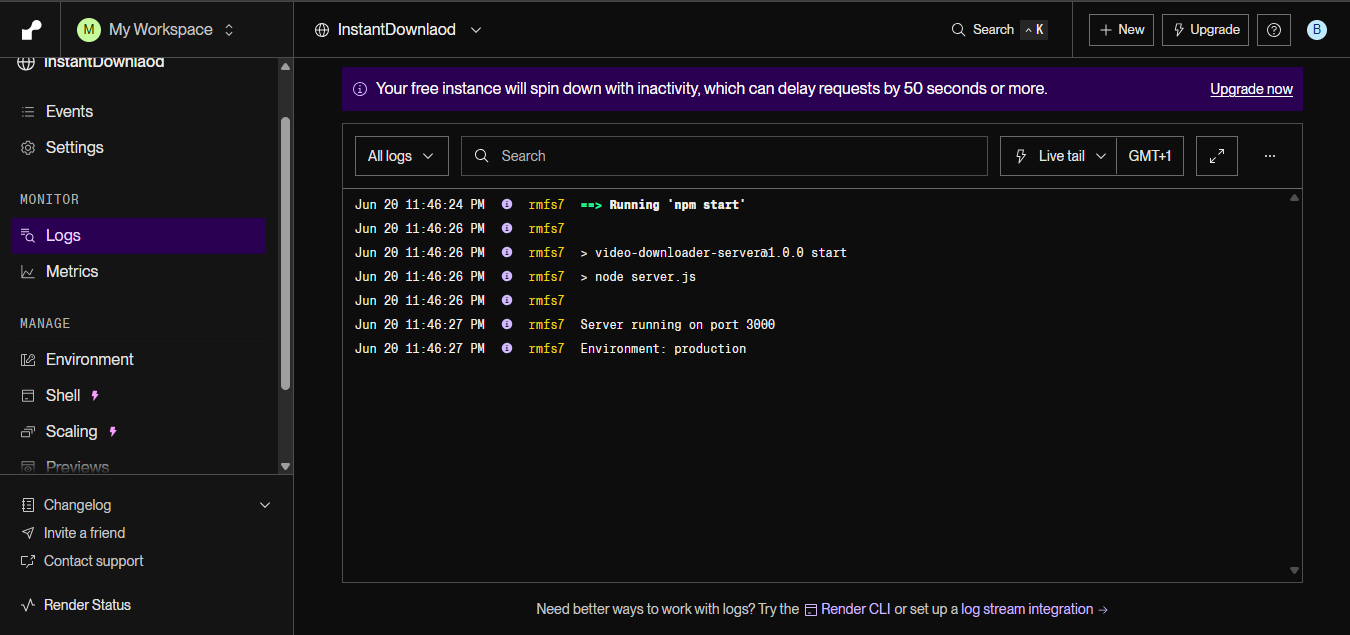 M My Workspace
InstantDownlaod
Search
K
+ New
Upgrade
B
InstantDownlaod
Events
Settings
MONITOR
Logs
Metrics
MANAGE
Environment
Shell
Scaling
Previews
Changelog
Invite a friend
Contact support
Render Status
Your free instance will spin down with inactivity, which can delay requests by 50 seconds or more.
Upgrade now
All logs
Search
Live tail
GMT+1
...
Jun 20 11:46:24 PM rmfs7 ==> Running 'npm start'
Jun 20 11:46:26 PM rmfs7
Jun 20 11:46:26 PM rmfs7 > video-downloader-server@1.0.0 start
Jun 20 11:46:26 PM rmfs7 > node server.js
Jun 20 11:46:26 PM rmfs7
Jun 20 11:46:27 PM rmfs7 Server running on port 3000
Jun 20 11:46:27 PM rmfs7 Environment: production
Need better ways to work with logs? Try the Render CLI or set up a log stream integration →